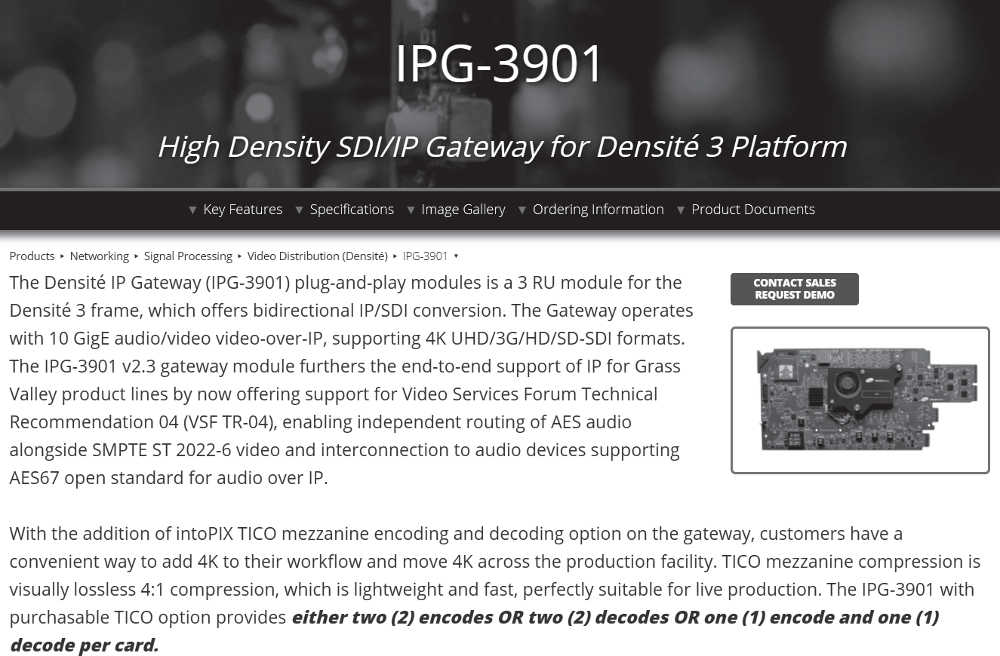 IPG-3901
High Density SDI/IP Gateway for Densité 3 Platform
▼ Key Features ▼ Specifications ▼ Image Gallery ▼ Ordering Information ▼ Product Documents
Products ▸ Networking ▸ Signal Processing ▸ Video Distribution (Densité) ▸ IPG-3901 ▾
The Densité IP Gateway (IPG-3901) plug-and-play modules is a 3 RU module for the
Densité 3 frame, which offers bidirectional IP/SDI conversion. The Gateway operates
with 10 GigE audio/video video-over-IP, supporting 4K UHD/3G/HD/SD-SDI formats.
The IPG-3901 v2.3 gateway module furthers the end-to-end support of IP for Grass
Valley product lines by now offering support for Video Services Forum Technical
Recommendation 04 (VSF TR-04), enabling independent routing of AES audio
alongside SMPTE ST 2022-6 video and interconnection to audio devices supporting
AES67 open standard for audio over IP.
CONTACT SALES
REQUEST DEMO
With the addition of intoPIX TICO mezzanine encoding and decoding option on the gateway, customers have a
convenient way to add 4K to their workflow and move 4K across the production facility. TICO mezzanine compression is
visually lossless 4:1 compression, which is lightweight and fast, perfectly suitable for live production. The IPG-3901 with
purchasable TICO option provides either two (2) encodes OR two (2) decodes OR one (1) encode and one (1)
decode per card.